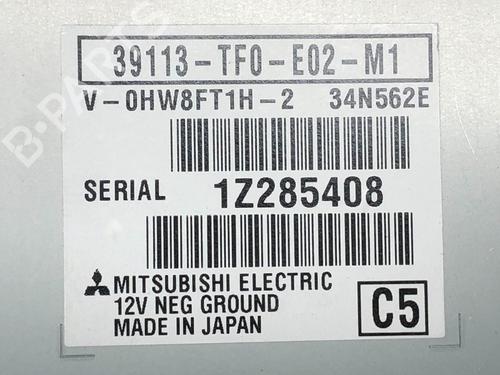 39113-TF0-E02-M1
V-0HW8FT1H-2 34N562E
SERIAL 1Z285408
MITSUBISHI ELECTRIC
12V NEG GROUND
MADE IN JAPAN
C5
B-PARTS